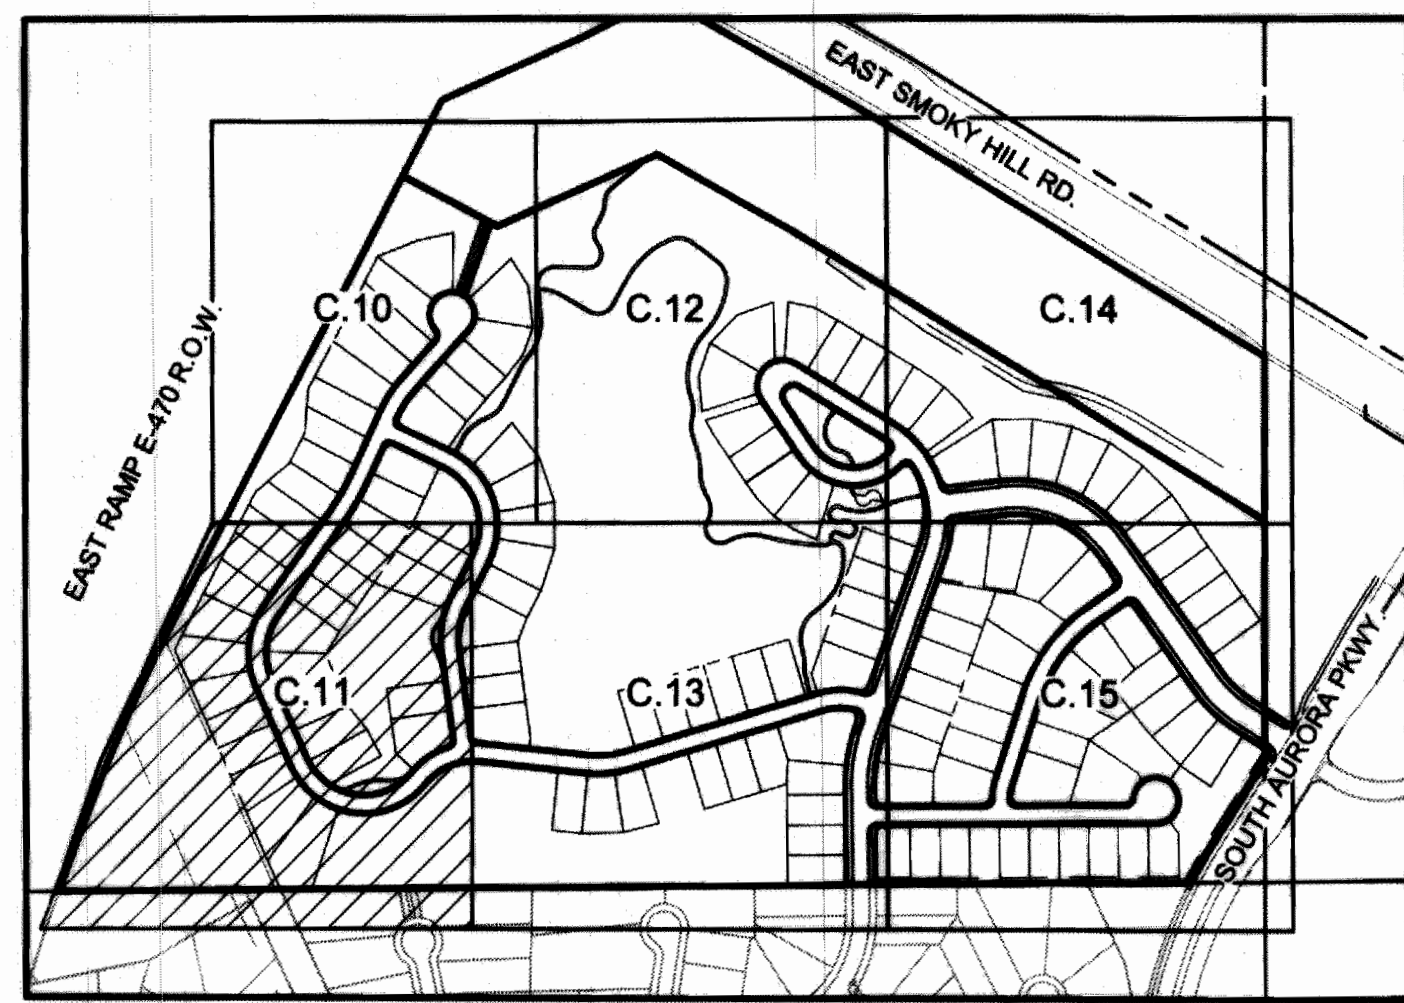 EAST SMOKY HILL RD.
C.10
C.12
C.14
EAST RAMP E-470 R.O.W.
C.11
C.13
C.15
SOUTH AURORA PKWY.